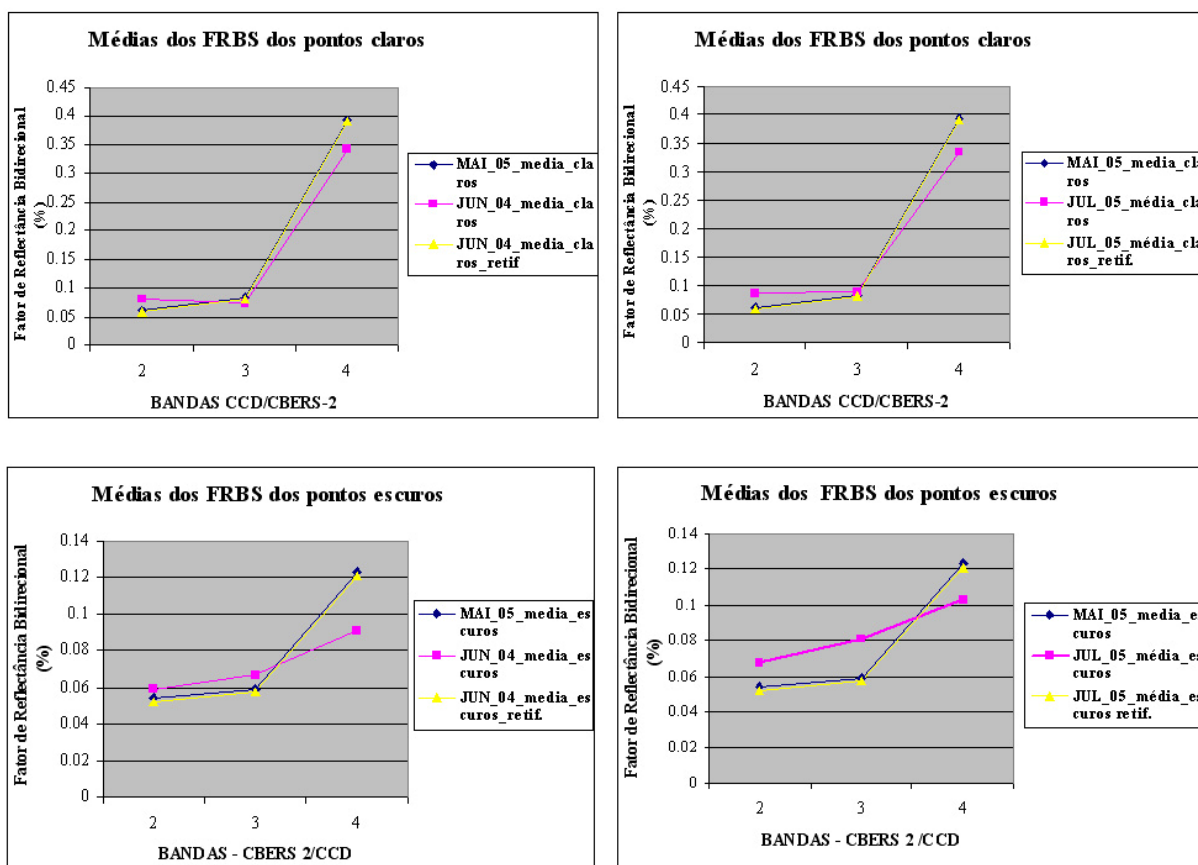 Médias dos FRBS dos pontos claros
Fator de Reflectância Bidirecional
(%)
0.45
0.4
0.35
0.3
0.25
0.2
0.15
0.1
0.05
0
2 3 4
BANDAS CCD/CBERS-2
MAI_05_media_cla
ros
JUN_04_media_cla
ros
JUN_04_media_cla
ros_retif
Médias dos FRBS dos pontos claros
Fator de Reflectância Bidirecional
(%)
0.45
0.4
0.35
0.3
0.25
0.2
0.15
0.1
0.05
0
2 3 4
BANDAS CCD/CBERS-2
MAI_05_media_cla
ros
JUL_05_média_cla
ros
JUL_05_média_cla
ros_retif.
Médias dos FRBS dos pontos escuros
Fator de Reflectância Bidirecional
(%)
0.14
0.12
0.1
0.08
0.06
0.04
0.02
0
2 3 4
BANDAS - CBERS 2/CCD
MAI_05_media_es
curos
JUN_04_media_es
curos
JUN_04_media_es
curos_retif.
Médias dos FRBS dos pontos escuros
Fator de Reflectância Bidirecional
(%)
0.14
0.12
0.1
0.08
0.06
0.04
0.02
0
2 3 4
BANDAS - CBERS 2/CCD
MAI_05_media_es
curos
JUL_05_média_es
curos
JUL_05_média_es
curos retif.